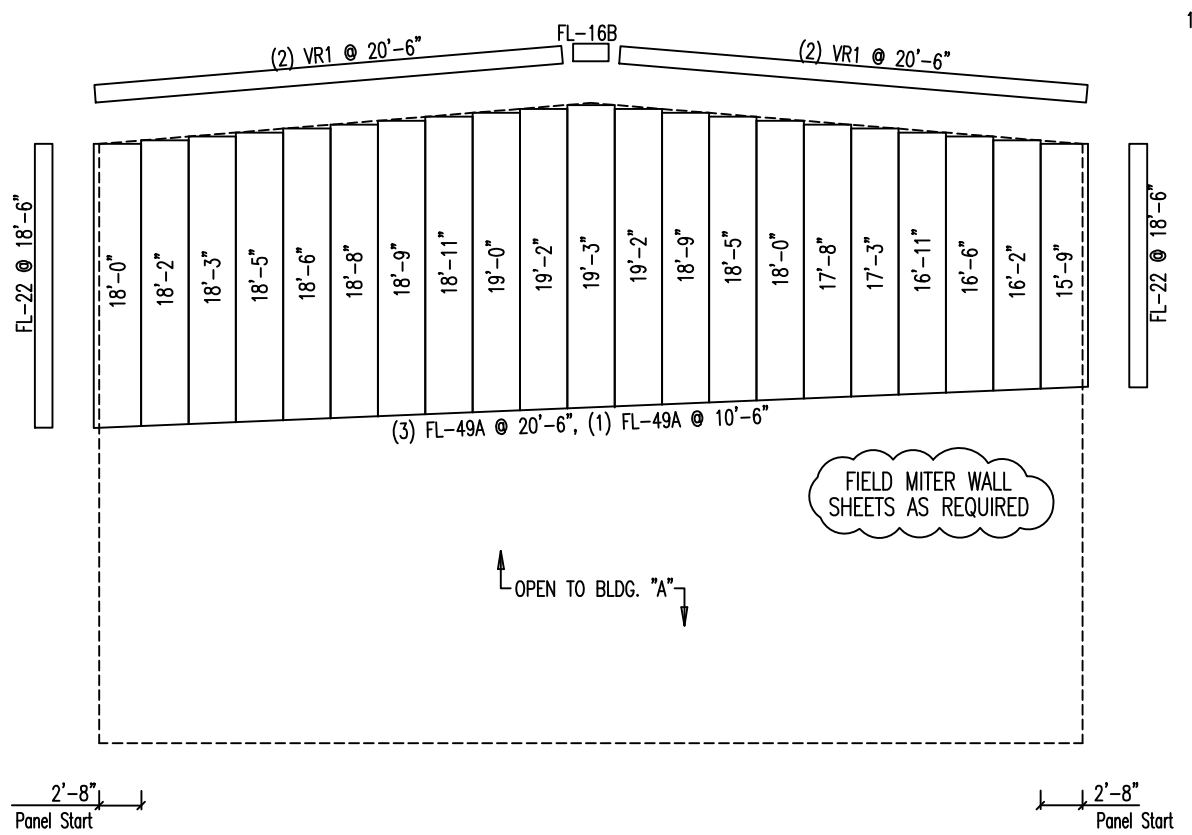 1
FL-16B
(2) VR1 @ 20'-6"
(2) VR1 @ 20'-6"
FL-22 @ 18'-6"
18'-0"
18'-2"
18'-3"
18'-5"
18'-6"
18'-8"
18'-9"
18'-11"
19'-0"
19'-2"
19'-3"
19'-2"
18'-9"
18'-5"
18'-0"
17'-8"
17'-3"
16'-11"
16'-6"
16'-2"
15'-9"
FL-22 @ 18'-6"
(3) FL-49A @ 20'-6", (1) FL-49A @ 10'-6"
FIELD MITER WALL
SHEETS AS REQUIRED
OPEN TO BLDG. "A"
2'-8"
Panel Start
2'-8"
Panel Start